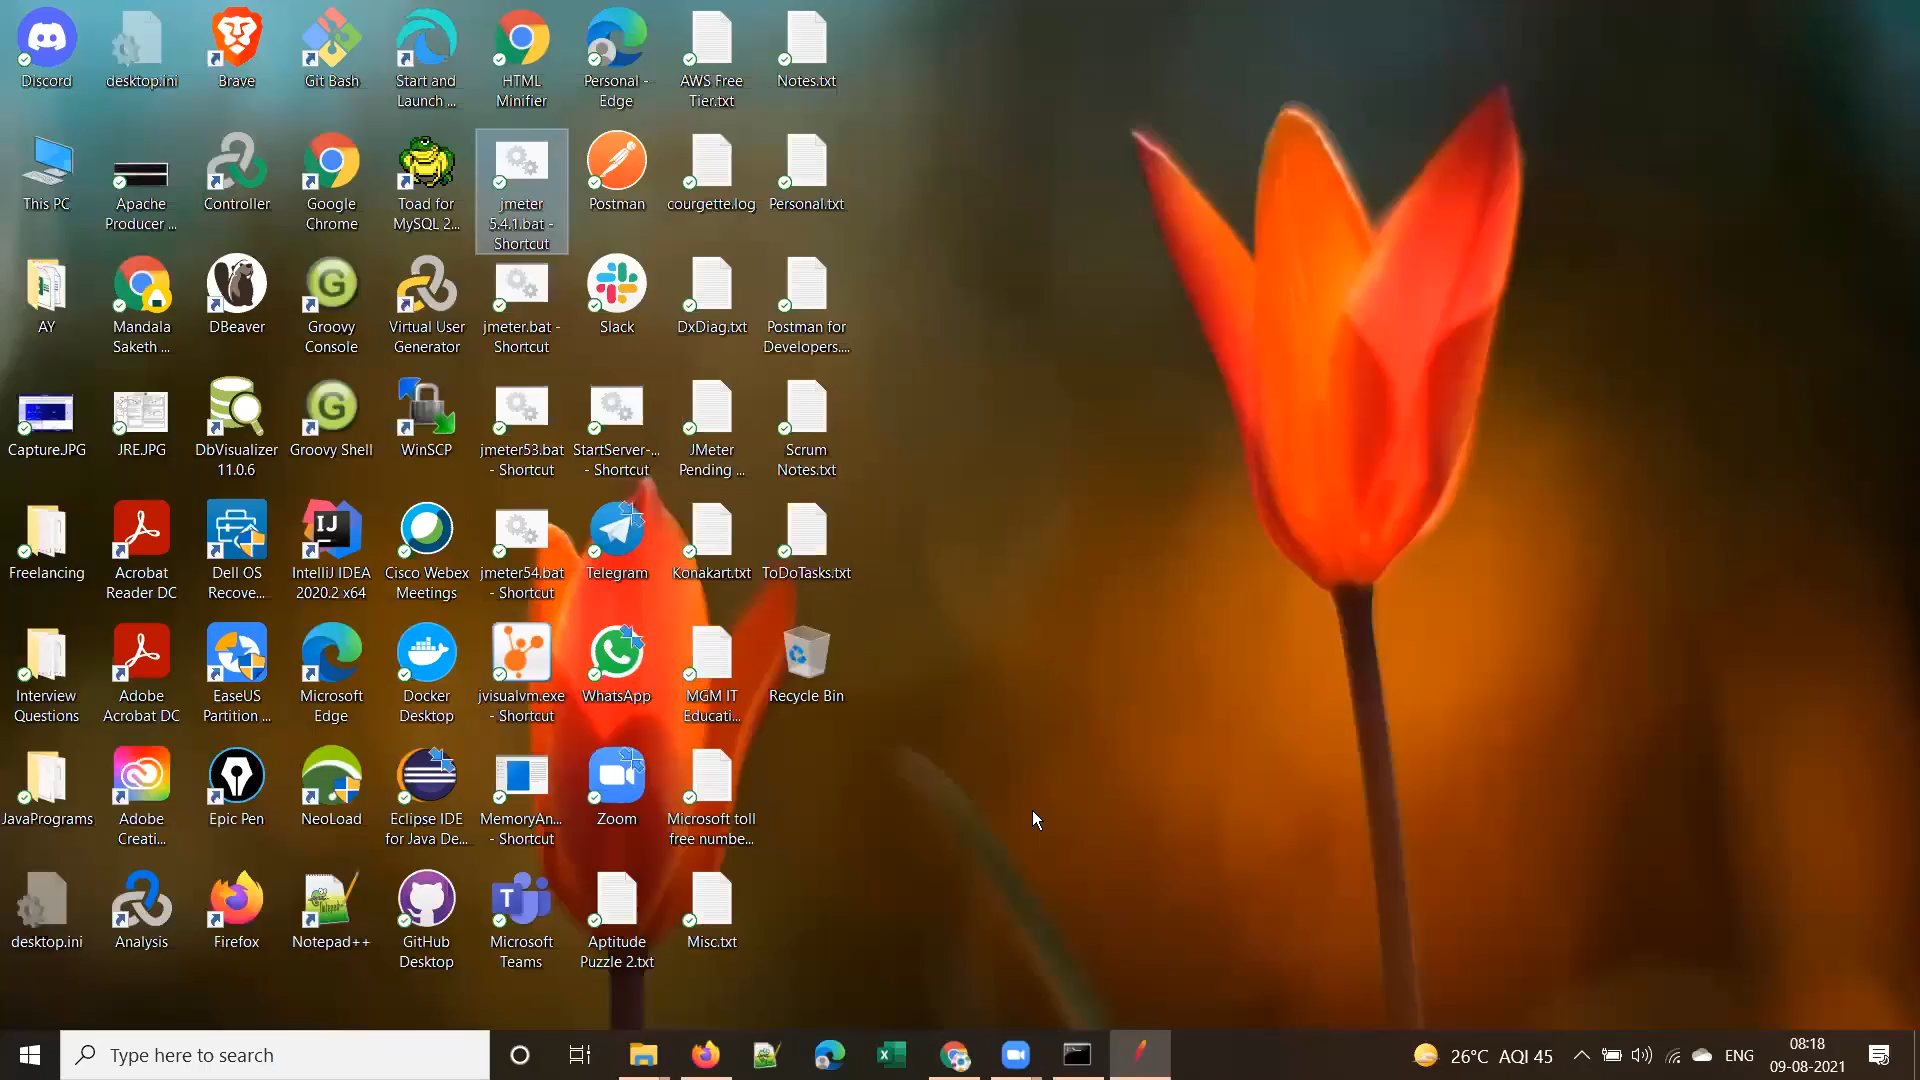 Discord
desktop.ini
Brave
Git Bash
Start and
Launch ...
HTML
Minifier
Personal -
Edge
AWS Free
Tier.txt
Notes.txt
This PC
Apache
Producer ...
Controller
Google
Chrome
Toad for
MySQL 2...
jmeter
5.4.1.bat -
Shortcut
Postman
courgette.log
Personal.txt
AY
Mandala
Saketh ...
DBeaver
Groovy
Console
Virtual User
Generator
jmeter.bat -
Shortcut
Slack
DxDiag.txt
Postman for
Developers....
Capture.JPG
JRE.JPG
DbVisualizer
11.0.6
Groovy Shell
WinSCP
jmeter53.bat
- Shortcut
StartServer-...
- Shortcut
JMeter
Pending ...
Scrum
Notes.txt
Freelancing
Acrobat
Reader DC
Dell OS
Recove...
IntelliJ IDEA
2020.2 x64
Cisco Webex
Meetings
jmeter54.bat
- Shortcut
Telegram
Konakart.txt
ToDoTasks.txt
Interview
Questions
Adobe
Acrobat DC
EaseUS
Partition ...
Microsoft
Edge
Docker
Desktop
jvisualvm.exe
- Shortcut
WhatsApp
MGM IT
Educati...
Recycle Bin
JavaPrograms
Adobe
Creati...
Epic Pen
NeoLoad
Eclipse IDE
for Java De...
MemoryAn...
- Shortcut
Zoom
Microsoft toll
free numbe...
desktop.ini
Analysis
Firefox
Notepad++
GitHub
Desktop
Microsoft
Teams
Aptitude
Puzzle 2.txt
Misc.txt
Type here to search
26°C AQI 45
ENG
08:18
09-08-2021